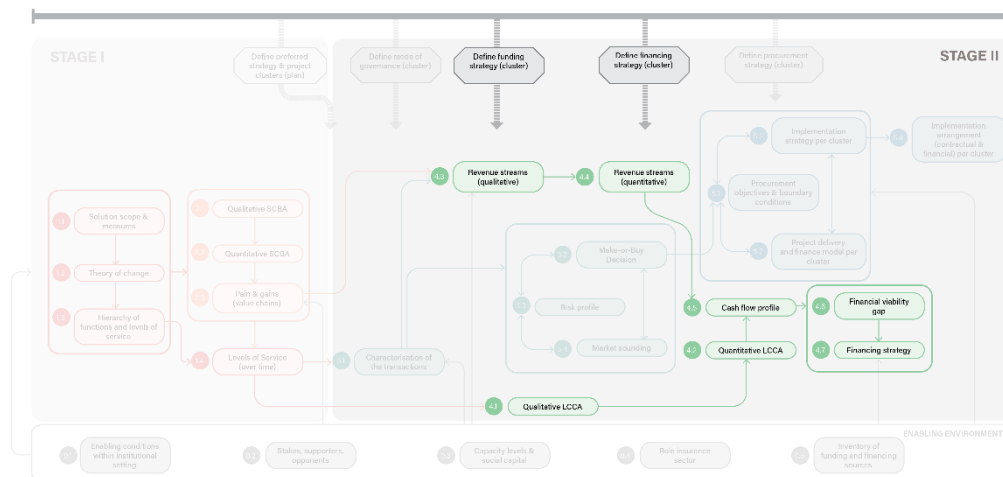 STAGE I
STAGE II
Define preferred
strategy & project
clusters (plan)
Define mode of
governance (cluster)
Define funding
strategy (cluster)
Define financing
strategy (cluster)
Define procurement
strategy (cluster)
Implementation
strategy per cluster
Implementation
arrangement
(contractual &
financial) per cluster
4.3
Revenue streams
(qualitative)
4.4
Revenue streams
(quantitative)
Procurement
objectives & boundary
conditions
Project delivery
and finance model per
cluster
1.1
Solution scope &
measures
1.2
Theory of change
1.3
Hierarchy of
functions and levels of
service
Qualitative SCBA
Quantitative SCBA
Pain & gains
(value chains)
Levels of Service
(over time)
Characterisation of
the transactions
Make-or-Buy
Decision
Risk profile
Market sounding
4.5
Cash flow profile
4.6
Financial viability
gap
4.2
Quantitative LCCA
4.7
Financing strategy
4.1
Qualitative LCCA
ENABLING ENVIRONMENT
Enabling conditions
within institutional
setting
Stakes, supporters,
opponents
Capacity levels &
social capital
Role insurance
sector
Inventory of
funding and financing
sources